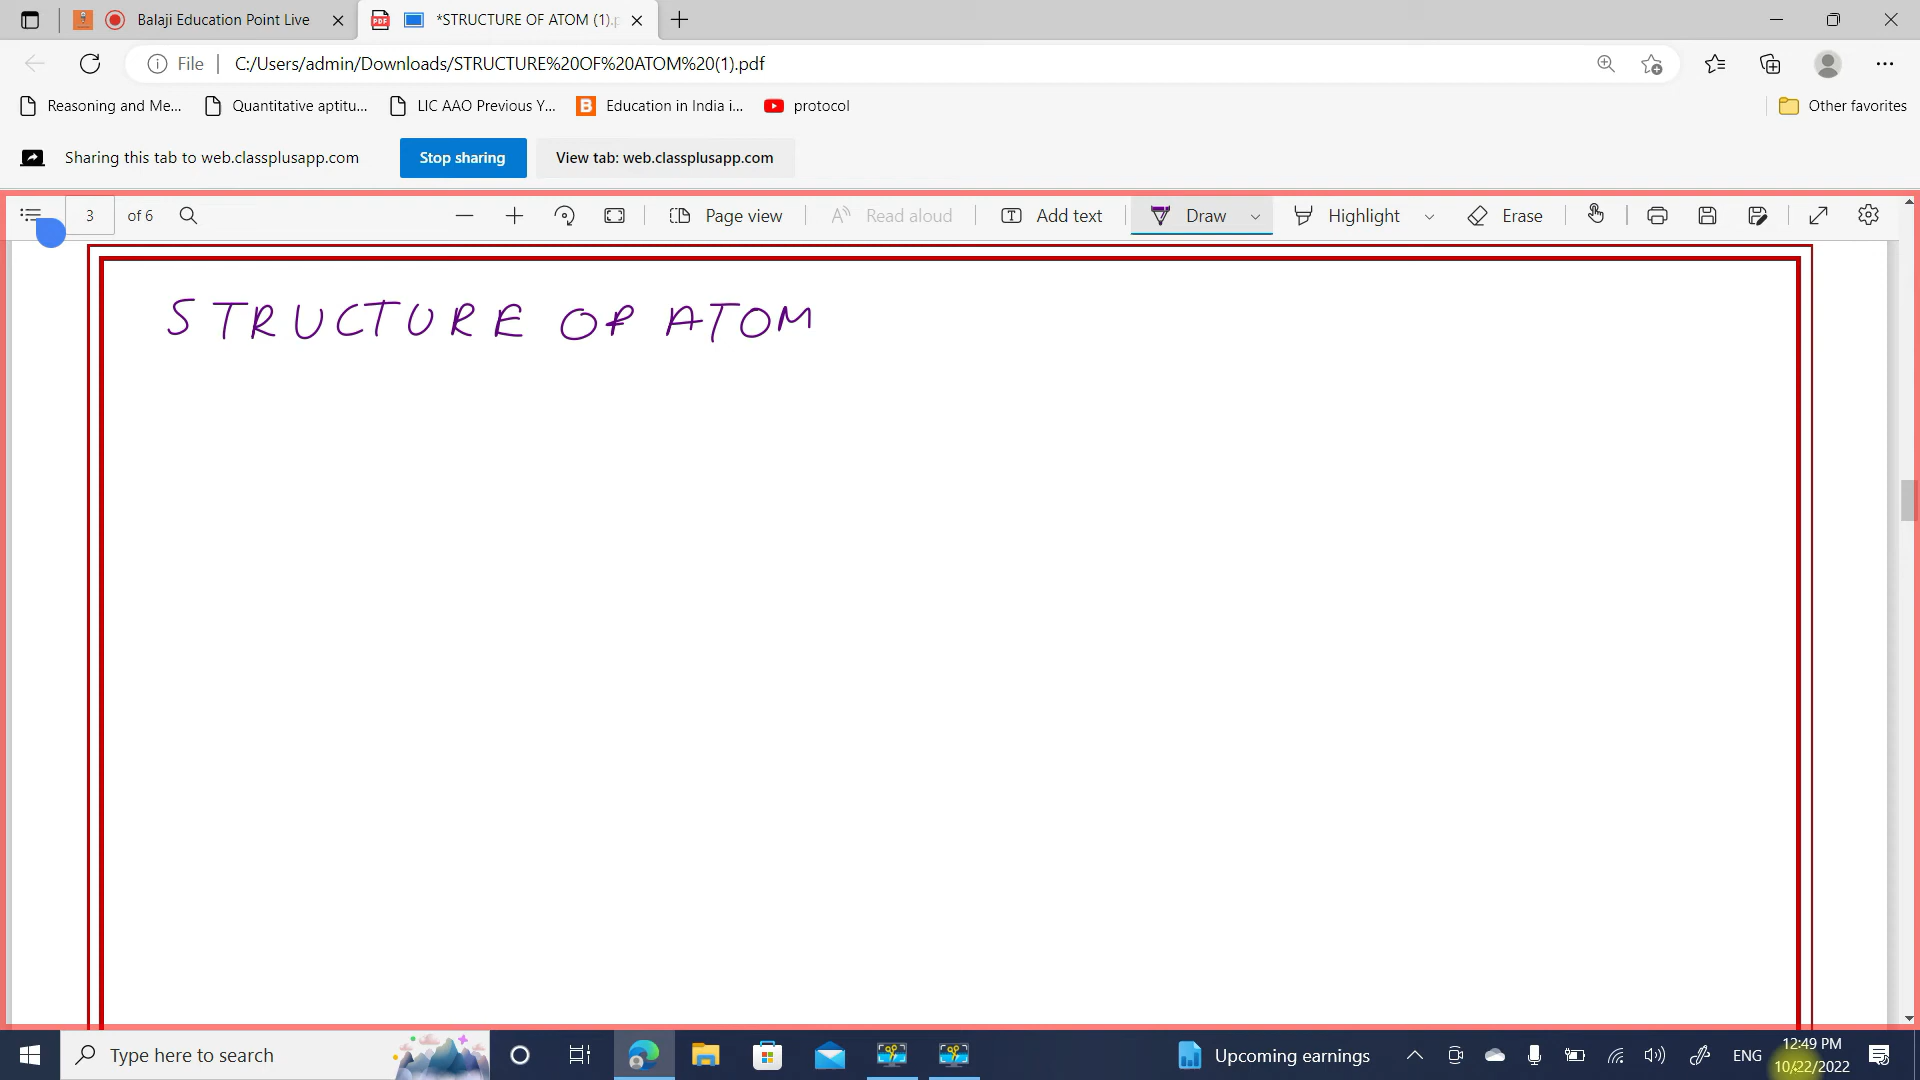 Balaji Education Point Live
*STRUCTURE OF ATOM (1).p
File
C:/Users/admin/Downloads/STRUCTURE%20OF%20ATOM%20(1).pdf
Reasoning and Me...
Quantitative aptitu...
LIC AAO Previous Y...
Education in India i...
protocol
Other favorites
Sharing this tab to web.classplusapp.com
Stop sharing
View tab: web.classplusapp.com
3 of 6
Page view
Read aloud
Add text
Draw
Highlight
Erase
STRUCTURE OF ATOM
Type here to search
Upcoming earnings
ENG
12:49 PM
10/22/2022